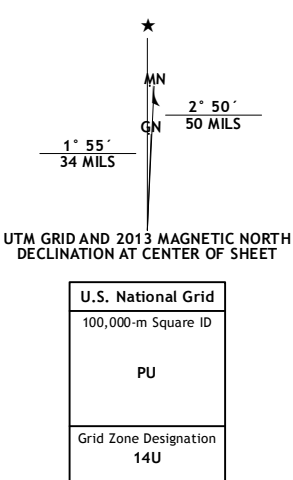 ★
MN
GN
2° 50´
50 MILS
1° 55´
34 MILS
UTM GRID AND 2013 MAGNETIC NORTH
DECLINATION AT CENTER OF SHEET
U.S. National Grid
100,000-m Square ID
PU
Grid Zone Designation
14U